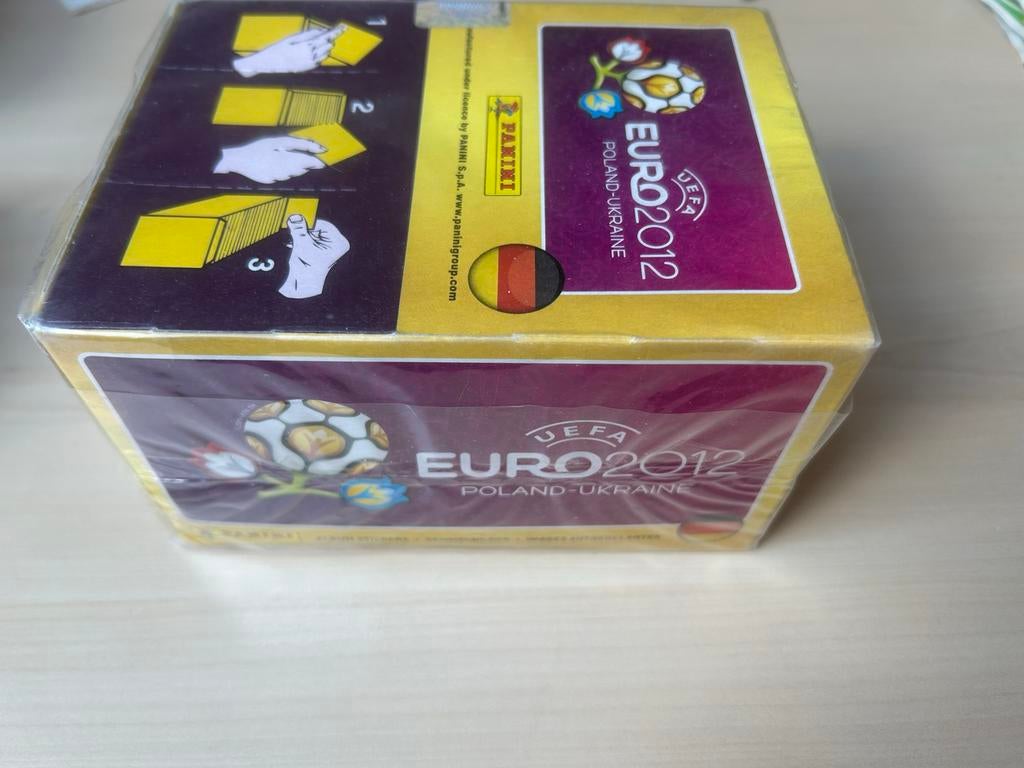 1
2
3
manufactured under licence by PANINI S.p.A. www.paninigroup.com
PANINI
UEFA
EURO2012
POLAND-UKRAINE
UEFA
EURO2012
POLAND-UKRAINE
PANINI